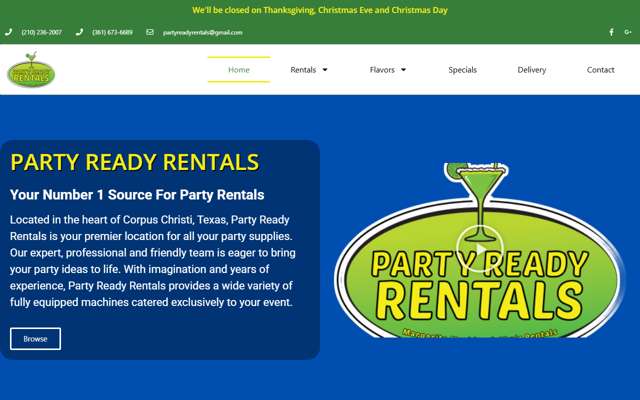 We'll be closed on Thanksgiving, Christmas Eve and Christmas Day
(210) 236-2007 (361) 673-6689 partyreadyrentals@gmail.com
PARTY READY
RENTALS
Home Rentals Flavors Specials Delivery Contact
PARTY READY RENTALS
Your Number 1 Source For Party Rentals
Located in the heart of Corpus Christi, Texas, Party Ready
Rentals is your premier location for all your party supplies.
Our expert, professional and friendly team is eager to bring
your party ideas to life. With imagination and years of
experience, Party Ready Rentals provides a wide variety of
fully equipped machines catered exclusively to your event.
Browse
PARTY READY
RENTALS